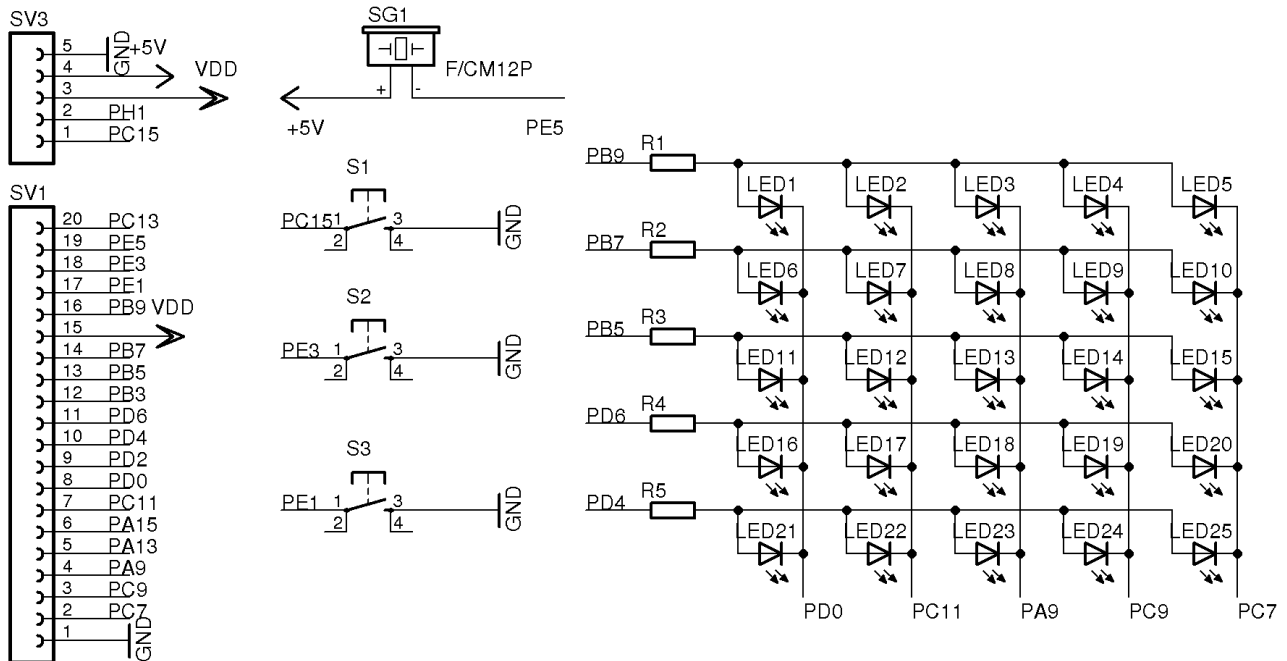 SV3
5
GND
+5V
4
VDD
3
2 PH1
1 PC15
SG1
F/CM12P
+ -
+5V
PE5
SV1
20 PC13
19 PE5
18 PE3
17 PE1
16 PB9 VDD
15
14 PB7
13 PB5
12 PB3
11 PD6
10 PD4
9 PD2
8 PD0
7 PC11
6 PA15
5 PA13
4 PA9
3 PC9
2 PC7
1
GND
S1
PC15 1 3
2 4
GND
S2
PE3 1 3
2 4
GND
S3
PE1 1 3
2 4
GND
PB9 R1
LED1 LED2 LED3 LED4 LED5
PB7 R2
LED6 LED7 LED8 LED9 LED10
PB5 R3
LED11 LED12 LED13 LED14 LED15
PD6 R4
LED16 LED17 LED18 LED19 LED20
PD4 R5
LED21 LED22 LED23 LED24 LED25
PD0 PC11 PA9 PC9 PC7